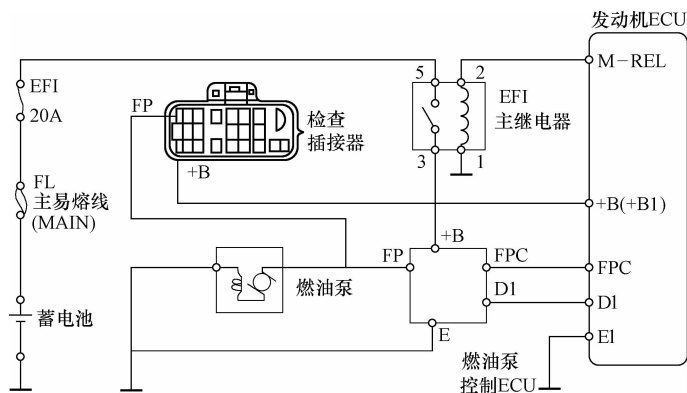 发动机ECU
M-REL
5
2
EFI
主继电器
3
1
EFI
20A
FP
检查
插接器
+B
FL
主易熔线
(MAIN)
+B(+B1)
+B
FP
FPC
FPC
D1
D1
燃油泵
E
E1
蓄电池
燃油泵
控制ECU